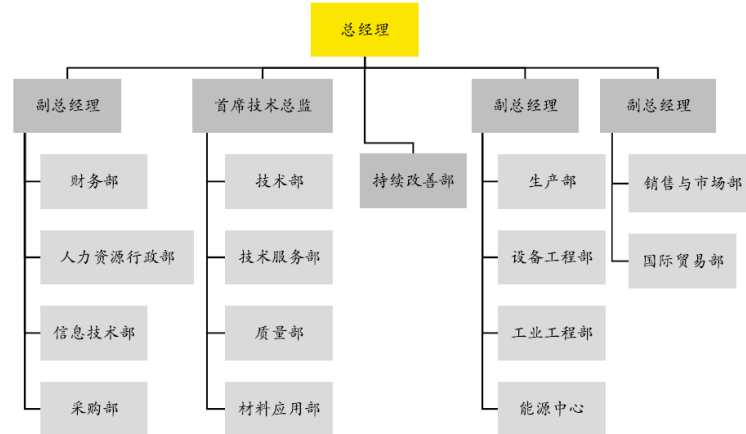 总经理
副总经理
首席技术总监
副总经理
副总经理
财务部
技术部
持续改善部
生产部
销售与市场部
人力资源行政部
技术服务部
设备工程部
国际贸易部
信息技术部
质量部
工业工程部
采购部
材料应用部
能源中心